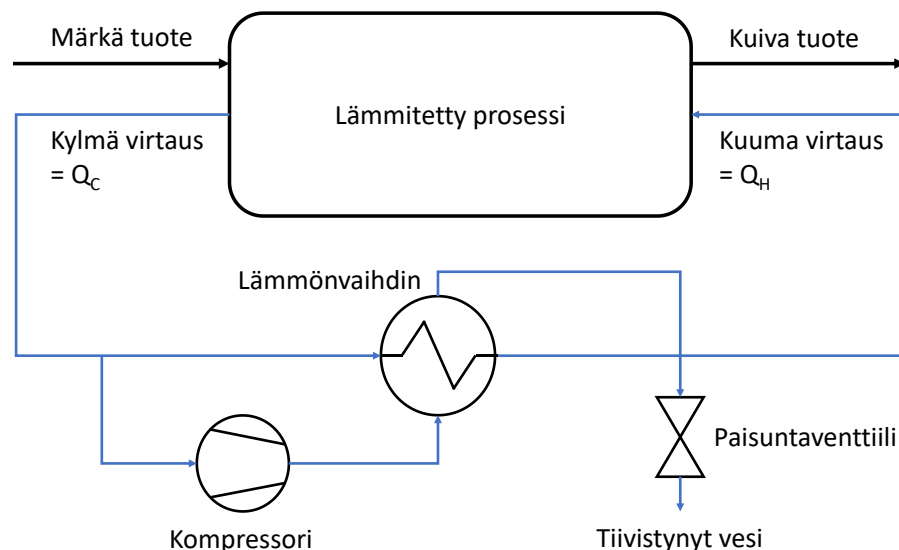 Märkä tuote
Kuiva tuote
Lämmitetty prosessi
Kylmä virtaus
= Q_C
Kuuma virtaus
= Q_H
Lämmönvaihdin
Paisuntaventtiili
Kompressori
Tiivistynyt vesi